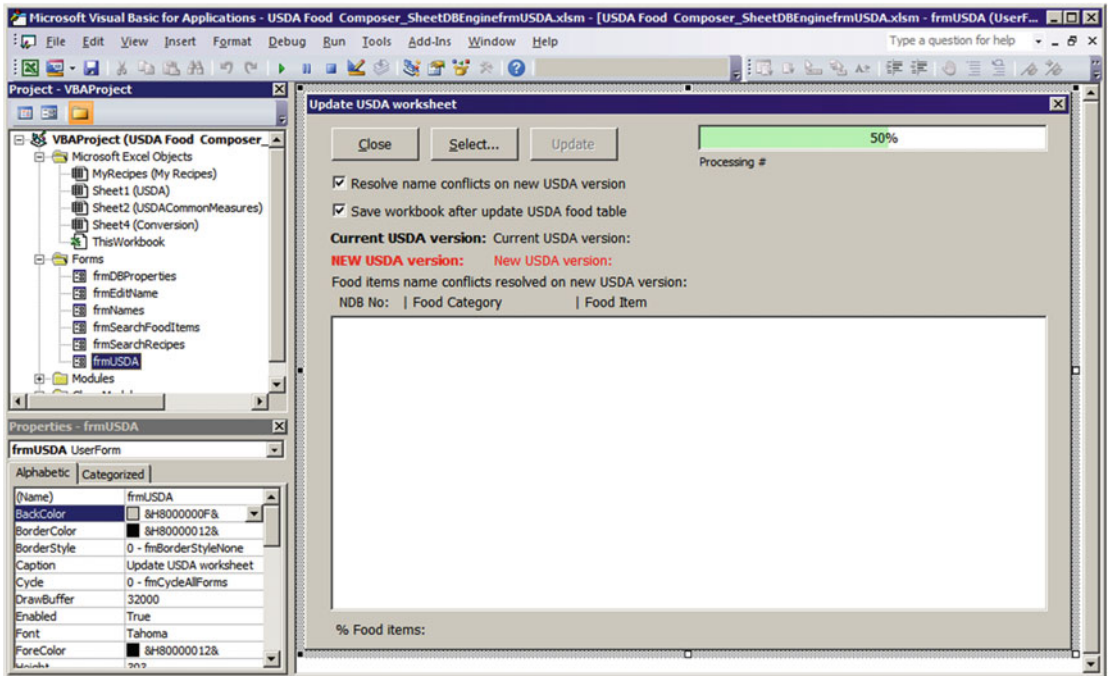 Microsoft Visual Basic for Applications - USDA Food Composer_SheetDBEnginefrmUSDA.xlsm - [USDA Food Composer_SheetDBEnginefrmUSDA.xlsm - frmUSDA (UserF...
File Edit View Insert Format Debug Run Tools Add-Ins Window Help
Type a question for help
Project - VBAProject
VBAProject (USDA Food Composer_
Microsoft Excel Objects
MyRecipes (My Recipes)
Sheet1 (USDA)
Sheet2 (USDACommonMeasures)
Sheet4 (Conversion)
ThisWorkbook
Forms
frmDBProperties
frmEditName
frmNames
frmSearchFoodItems
frmSearchRecipes
frmUSDA
Modules
Properties - frmUSDA
frmUSDA UserForm
Alphabetic Categorized
(Name) frmUSDA
BackColor &H8000000F&
BorderColor &H80000012&
BorderStyle 0 - fmBorderStyleNone
Caption Update USDA worksheet
Cycle 0 - fmCycleAllForms
DrawBuffer 32000
Enabled True
Font Tahoma
ForeColor &H80000012&
Update USDA worksheet
Close Select... Update
50%
Processing #
Resolve name conflicts on new USDA version
Save workbook after update USDA food table
Current USDA version: Current USDA version:
NEW USDA version: New USDA version:
Food items name conflicts resolved on new USDA version:
NDB No: | Food Category | Food Item
% Food items: